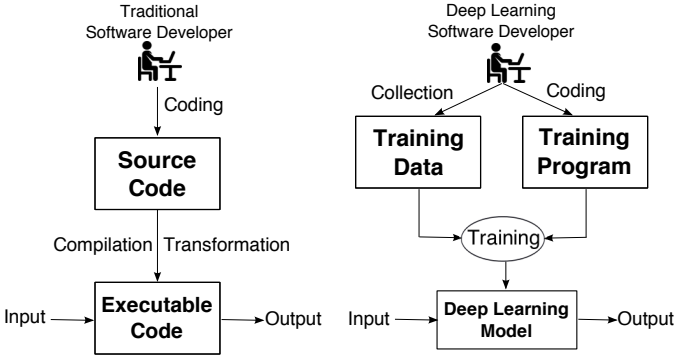 Traditional
Software Developer
Coding
Source
Code
Compilation Transformation
Input
Executable
Code
Output
Deep Learning
Software Developer
Collection
Coding
Training
Data
Training
Program
Training
Input
Deep Learning
Model
Output